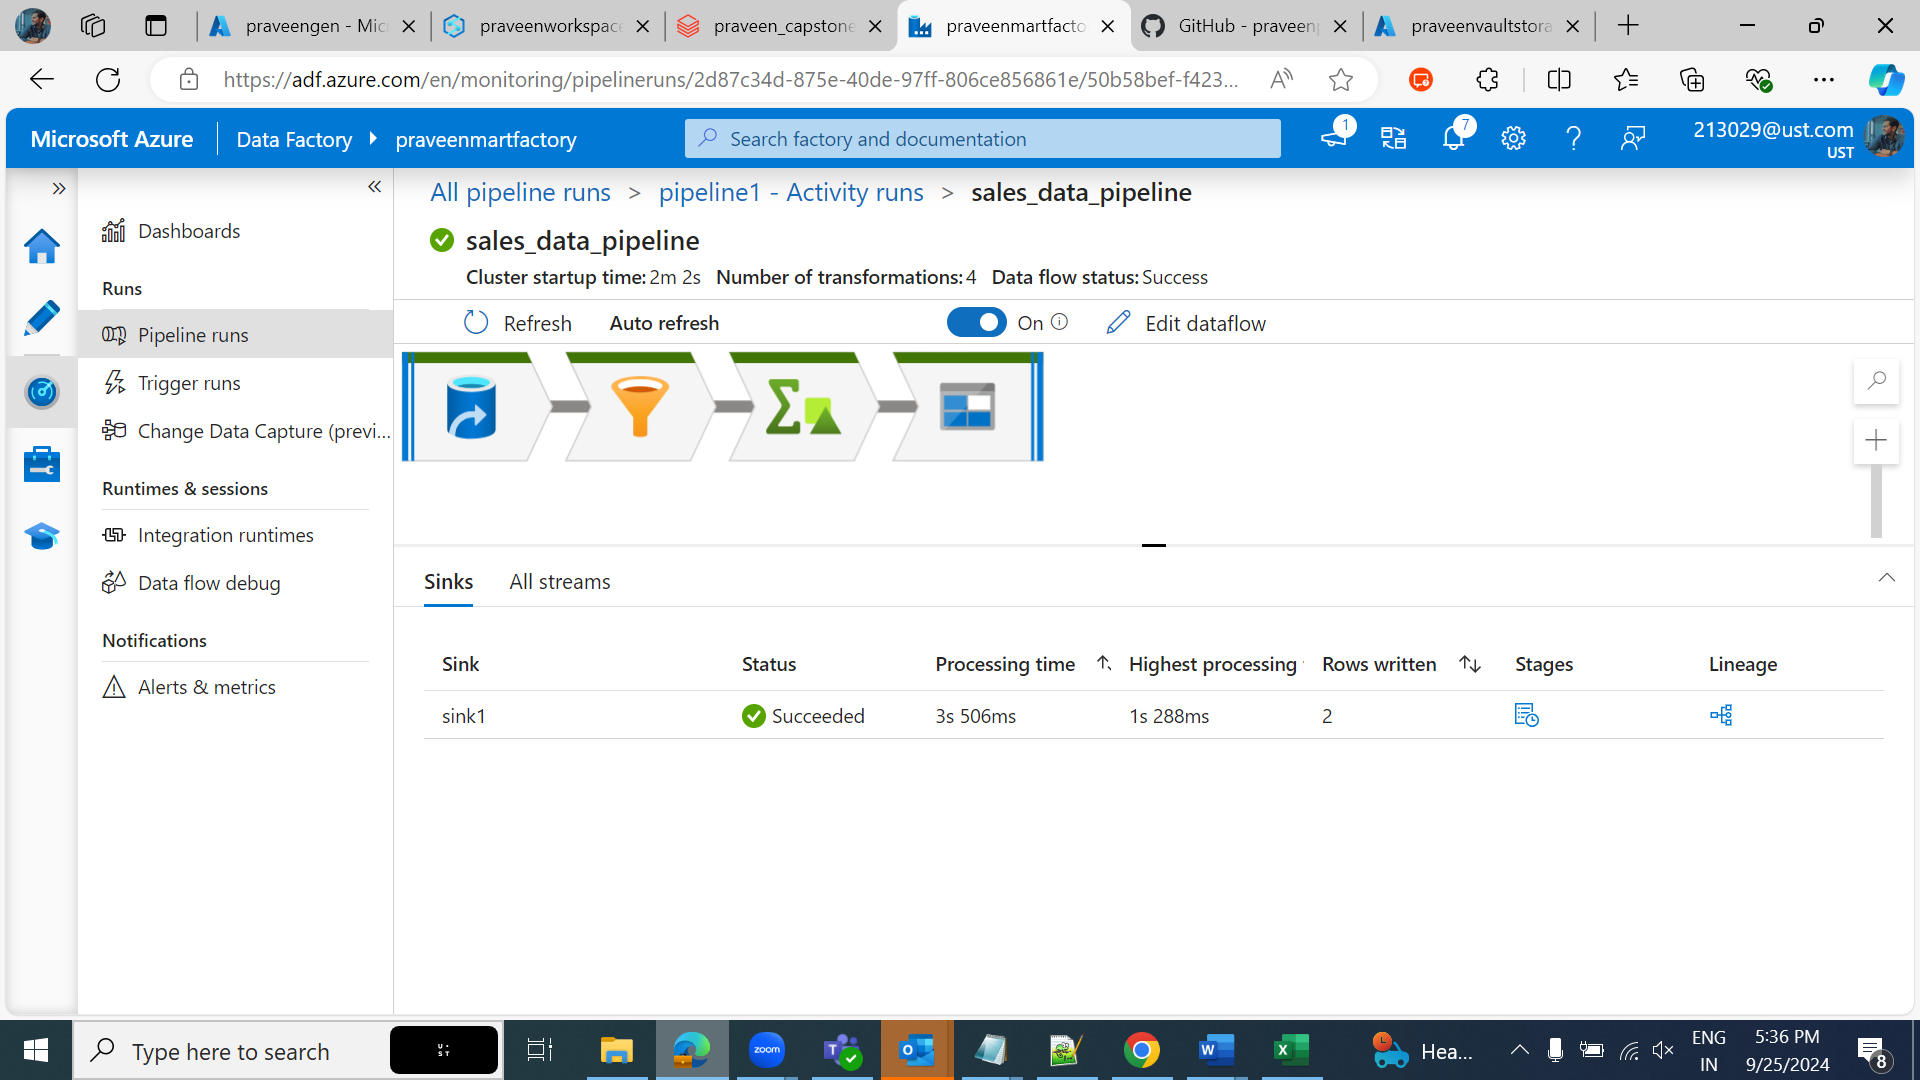 praveengen - Mic
praveenworkspace
praveen_capstone
praveenmartfacto
GitHub - praveenp
praveenvaultstora
https://adf.azure.com/en/monitoring/pipelineruns/2d87c34d-875e-40de-97ff-806ce856861e/50b58bef-f423...
Microsoft Azure
Data Factory
praveenmartfactory
Search factory and documentation
1
7
213029@ust.com
UST
Dashboards
Runs
Pipeline runs
Trigger runs
Change Data Capture (previ...
Runtimes & sessions
Integration runtimes
Data flow debug
Notifications
Alerts & metrics
All pipeline runs > pipeline1 - Activity runs > sales_data_pipeline
sales_data_pipeline
Cluster startup time: 2m 2s Number of transformations: 4 Data flow status: Success
Refresh
Auto refresh
On
Edit dataflow
Sinks
All streams
Sink Status Processing time Highest processing Rows written Stages Lineage
sink1 Succeeded 3s 506ms 1s 288ms 2
Type here to search
U ST
zoom
Hea...
ENG
IN
5:36 PM
9/25/2024
8